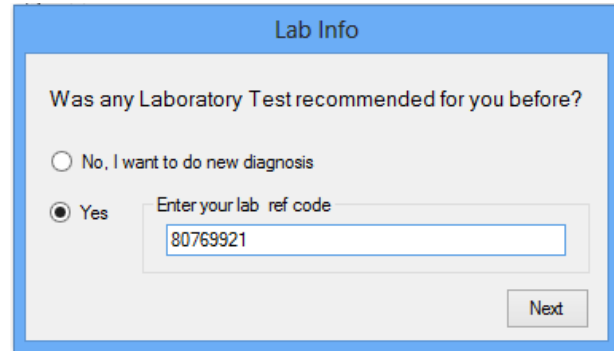 Lab Info
Was any Laboratory Test recommended for you before?
No, I want to do new diagnosis
Yes
Enter your lab ref code
80769921
Next